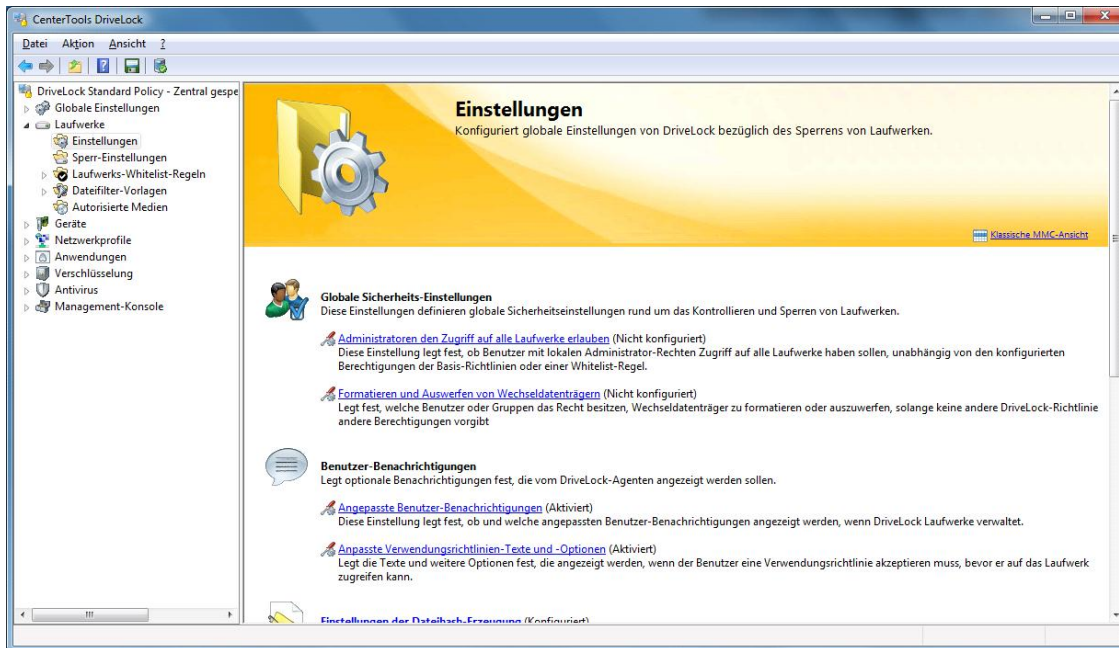 CenterTools DriveLock
Datei Aktion Ansicht ?
DriveLock Standard Policy - Zentral gespe
Globale Einstellungen
Laufwerke
Einstellungen
Sperr-Einstellungen
Laufwerks-Whitelist-Regeln
Dateifilter-Vorlagen
Autorisierte Medien
Geräte
Netzwerkprofile
Anwendungen
Verschlüsselung
Antivirus
Management-Konsole
Einstellungen
Konfiguriert globale Einstellungen von DriveLock bezüglich des Sperrens von Laufwerken.
Klassische MMC-Ansicht
Globale Sicherheits-Einstellungen
Diese Einstellungen definieren globale Sicherheitseinstellungen rund um das Kontrollieren und Sperren von Laufwerken.
Administratoren den Zugriff auf alle Laufwerke erlauben (Nicht konfiguriert)
Diese Einstellung legt fest, ob Benutzer mit lokalen Administrator-Rechten Zugriff auf alle Laufwerke haben sollen, unabhängig von den konfigurierten
Berechtigungen der Basis-Richtlinien oder einer Whitelist-Regel.
Formatieren und Auswerfen von Wechseldatenträgern (Nicht konfiguriert)
Legt fest, welche Benutzer oder Gruppen das Recht besitzen, Wechseldatenträger zu formatieren oder auszuwerfen, solange keine andere DriveLock-Richtlinie
andere Berechtigungen vorgibt
Benutzer-Benachrichtigungen
Legt optionale Benachrichtigungen fest, die vom DriveLock-Agenten angezeigt werden sollen.
Angepasste Benutzer-Benachrichtigungen (Aktiviert)
Diese Einstellung legt fest, ob und welche angepassten Benutzer-Benachrichtigungen angezeigt werden, wenn DriveLock Laufwerke verwaltet.
Anpasste Verwendungsrichtlinien-Texte und -Optionen (Aktiviert)
Legt die Texte und weitere Optionen fest, die angezeigt werden, wenn der Benutzer eine Verwendungsrichtlinie akzeptieren muss, bevor er auf das Laufwerk
zugreifen kann.
Einstellungen der Dateihash-Erzeugung (Konfiguriert)